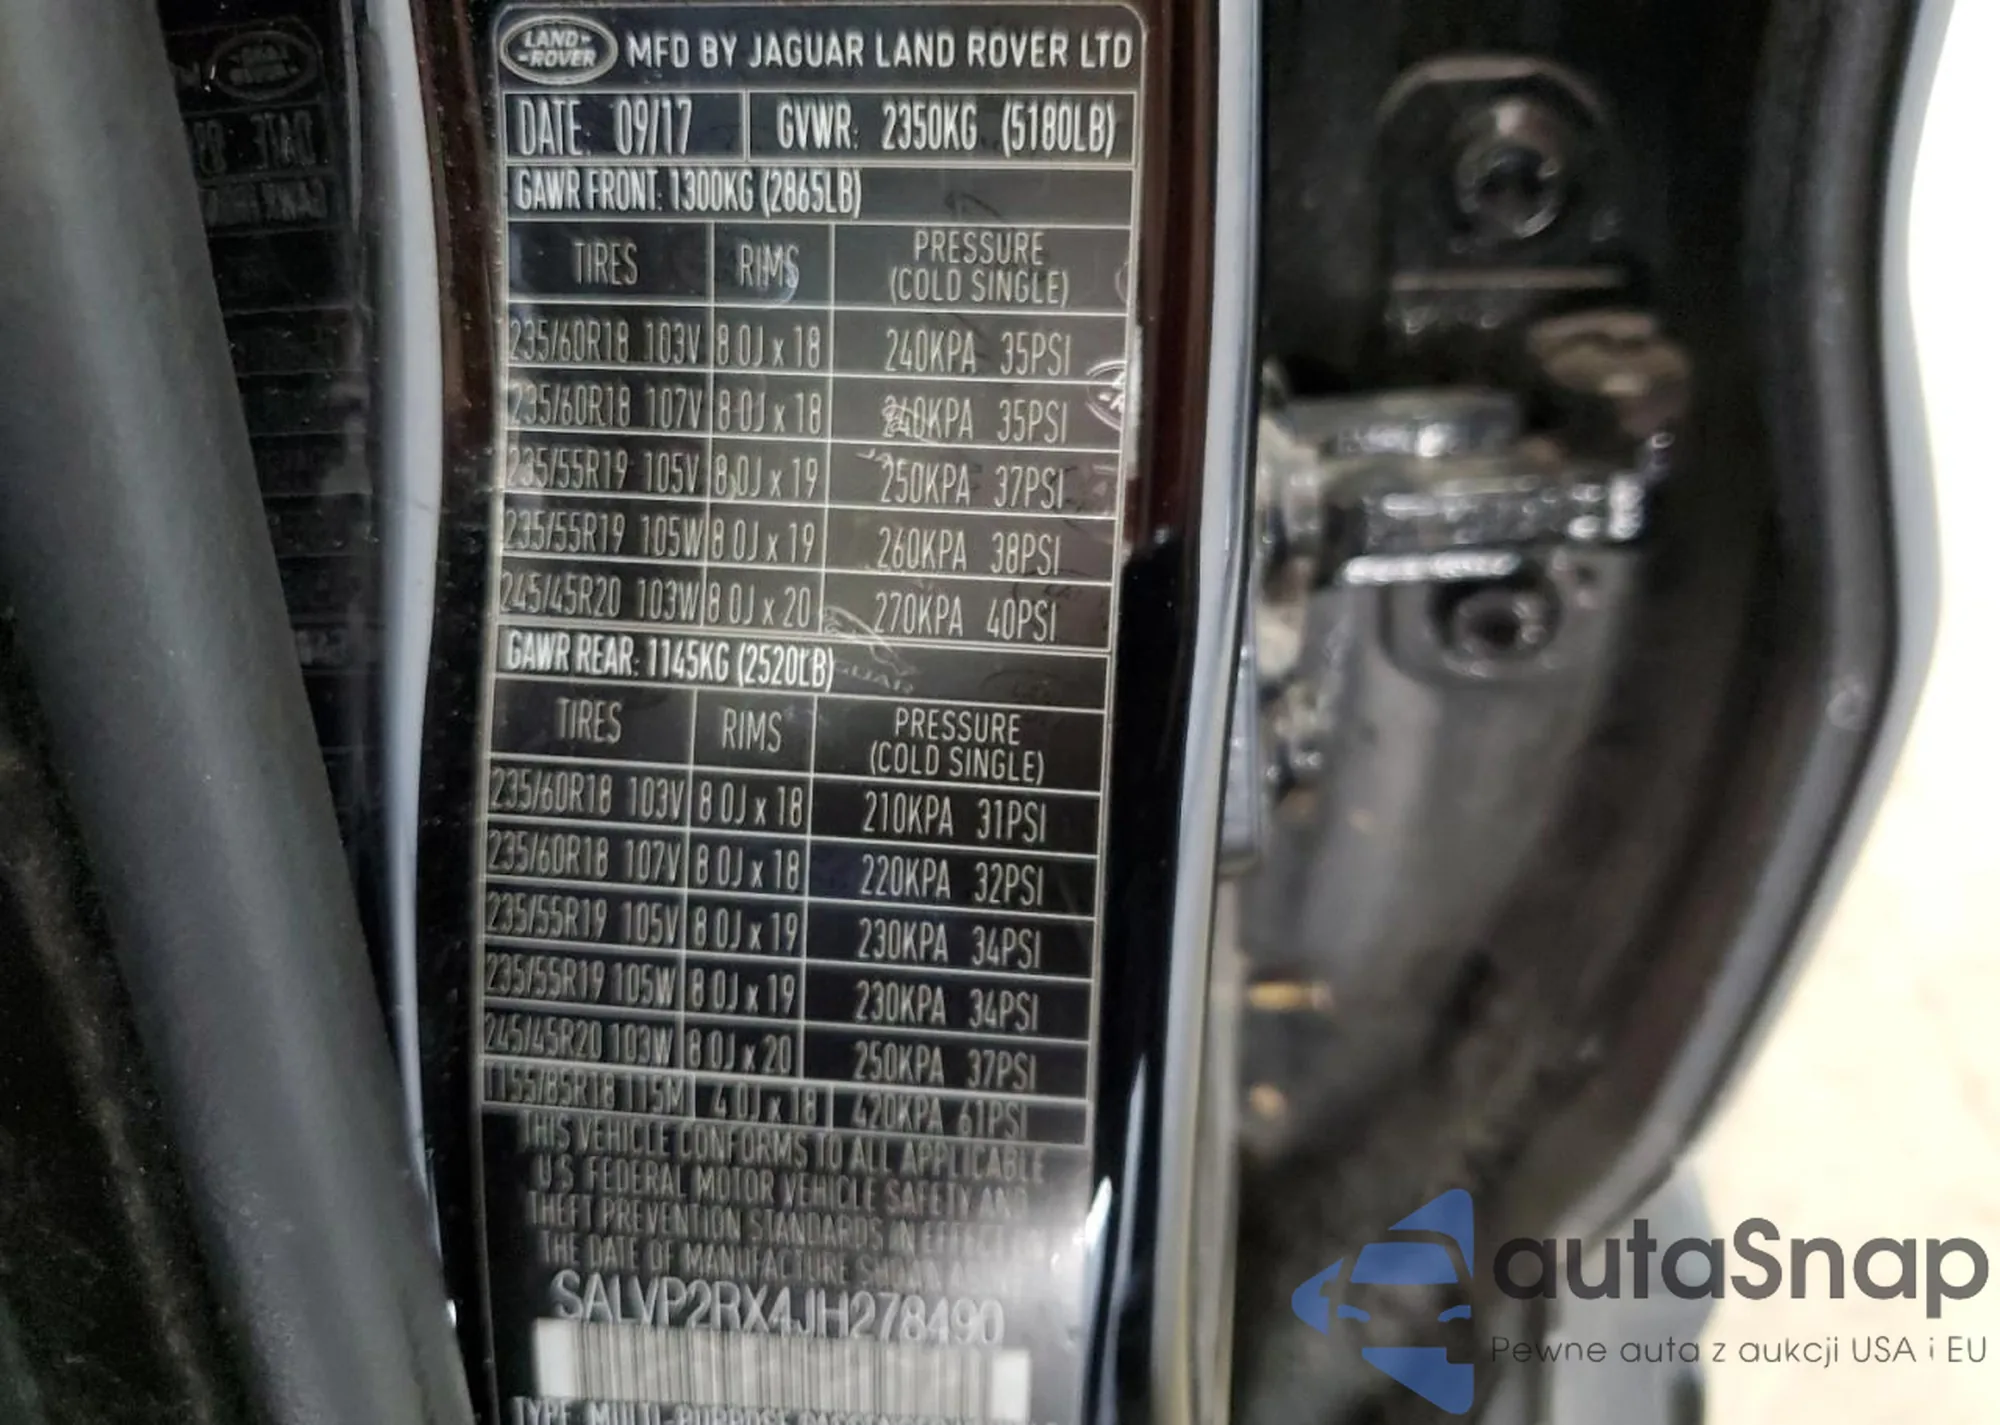 LAND-
-ROVER
MFD BY JAGUAR LAND ROVER LTD
DATE: 09/17 GVWR: 2350KG (5180LB)
GAWR FRONT: 1300KG (2865LB)
TIRES RIMS PRESSURE
(COLD SINGLE)
235/60R18 103V 8.0J x 18 240KPA 35PSI
235/60R18 107V 8.0J x 18 240KPA 35PSI
235/55R19 105V 8.0J x 19 250KPA 37PSI
235/55R19 105W 8.0J x 19 260KPA 38PSI
245/45R20 103W 8.0J x 20 270KPA 40PSI
GAWR REAR: 1145KG (2520LB)
TIRES RIMS PRESSURE
(COLD SINGLE)
235/60R18 103V 8.0J x 18 210KPA 31PSI
235/60R18 107V 8.0J x 18 220KPA 32PSI
235/55R19 105V 8.0J x 19 230KPA 34PSI
235/55R19 105W 8.0J x 19 230KPA 34PSI
245/45R20 103W 8.0J x 20 250KPA 37PSI
T155/85R18 115M 4.0J x 18 420KPA 61PSI
THIS VEHICLE CONFORMS TO ALL APPLICABLE
U.S FEDERAL MOTOR VEHICLE SAFETY AND
THEFT PREVENTION STANDARDS IN EFFECT
THE DATE OF MANUFACTURE
SALVP2RX4JH278490
TYPE MULTI-PURPOSE
autaSnap
Pewne auta z aukcji USA i EU